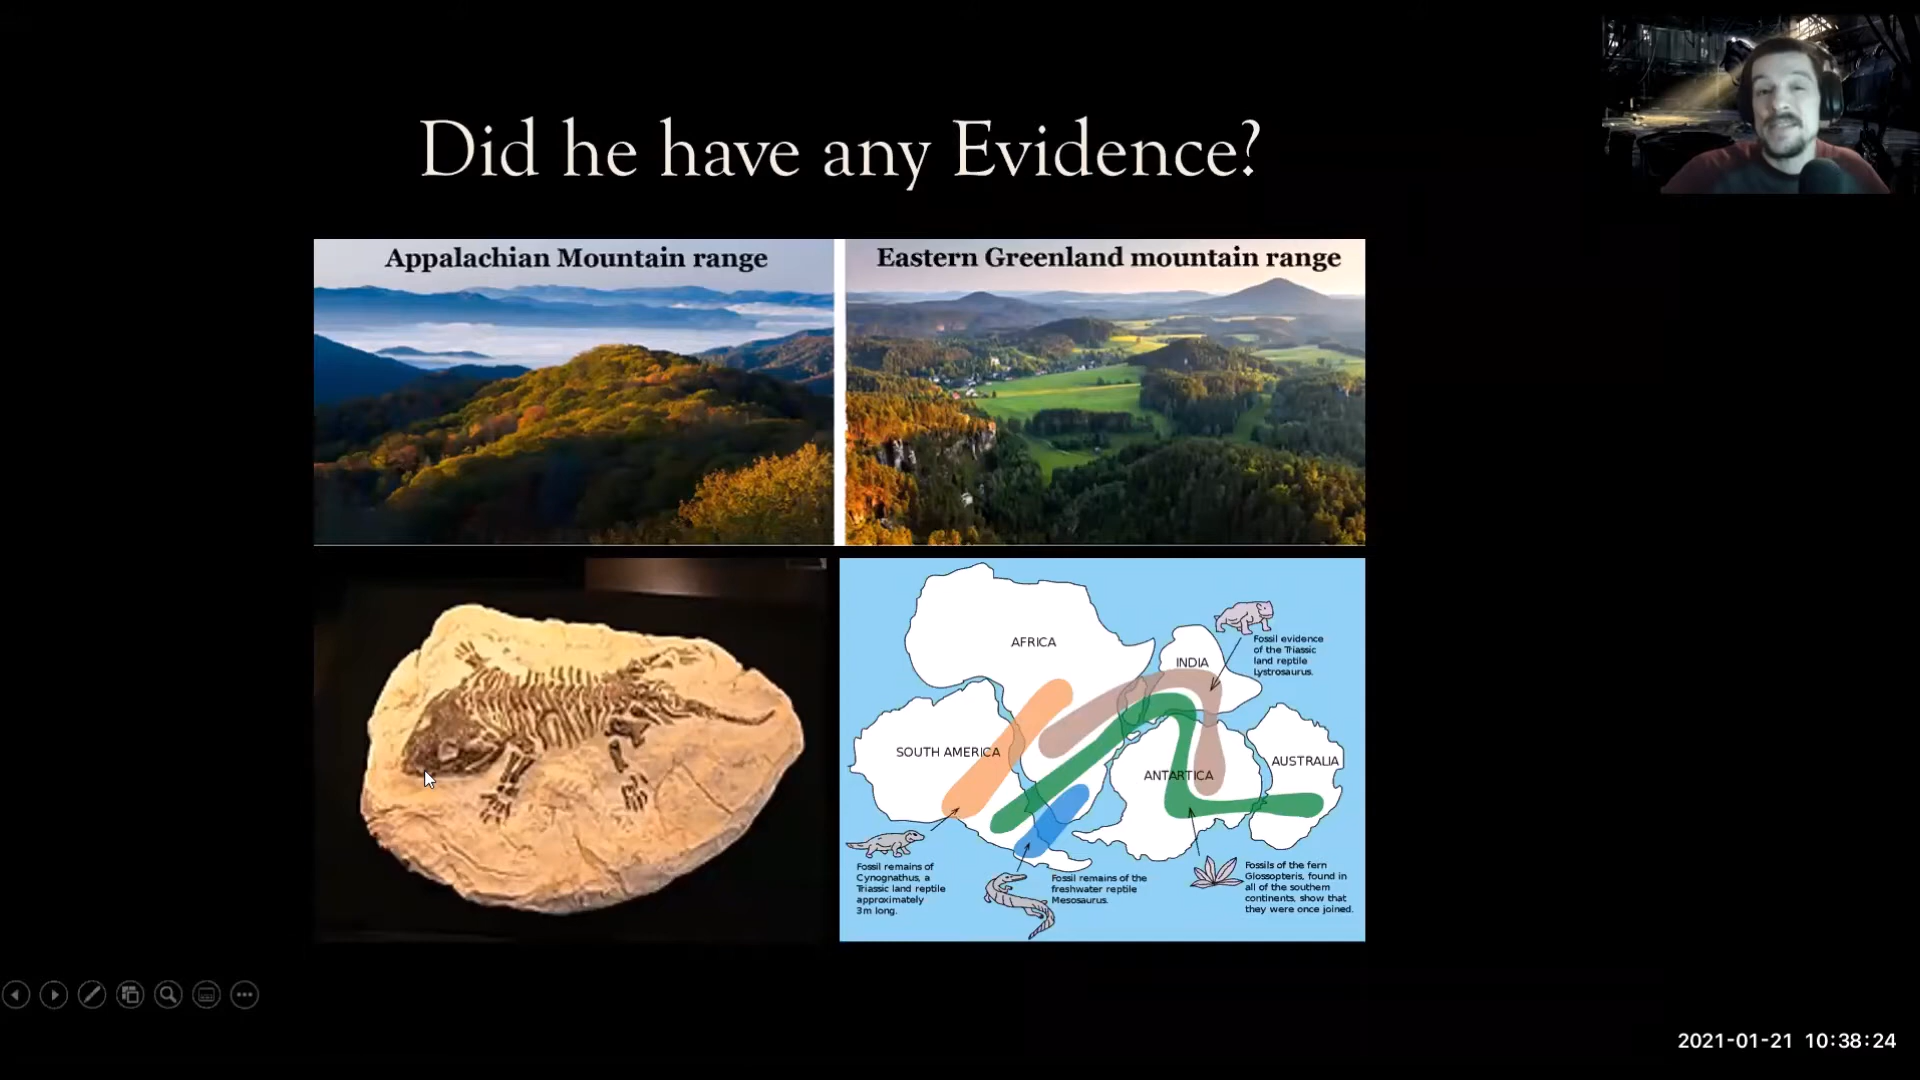 Did he have any Evidence?
Appalachian Mountain range
Eastern Greenland mountain range
AFRICA
INDIA
Fossil evidence
of the Triassic
land reptile
Lystrosaurus.
SOUTH AMERICA
ANTARTICA
AUSTRALIA
Fossil remains of
Cynognathus, a
Triassic land reptile
approximately
3m long.
Fossil remains of the
freshwater reptile
Mesosaurus.
Fossils of the fern
Glossopteris, found in
all of the southern
continents, show that
they were once joined.
2021-01-21 10:38:24